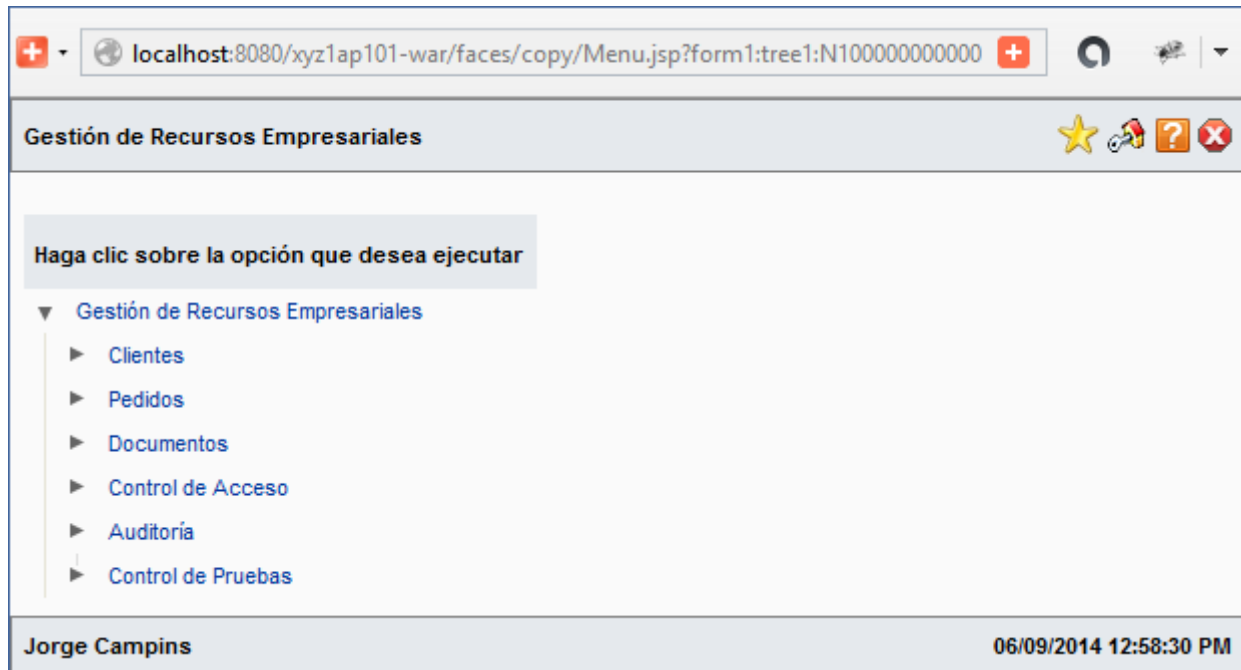 localhost:8080/xyz1ap101-war/faces/copy/Menu.jsp?form1:tree1:N100000000000
Gestión de Recursos Empresariales
Haga clic sobre la opción que desea ejecutar
Gestión de Recursos Empresariales
Clientes
Pedidos
Documentos
Control de Acceso
Auditoría
Control de Pruebas
Jorge Campins 06/09/2014 12:58:30 PM